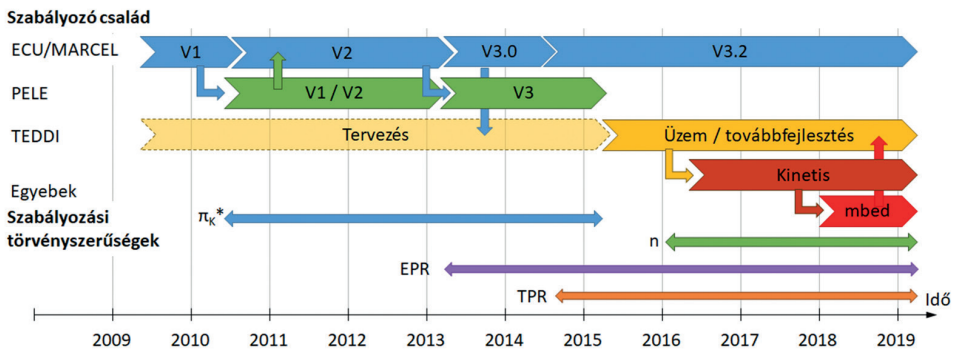 Szabályozó család
ECU/MARCEL V1 V2 V3.0 V3.2
PELE V1 / V2 V3
TEDDI Tervezés Üzem / továbbfejlesztés
Kinetis
Egyebek
mbed
Szabályozási
törvényszerűségek
πK*
n
EPR
TPR
Idő
2009 2010 2011 2012 2013 2014 2015 2016 2017 2018 2019